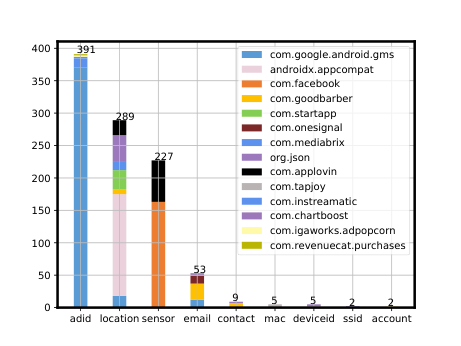 400
350
300
250
200
150
100
50
0
391
289
227
53
9
5
5
2
2
adid location sensor email contact mac deviceid ssid account
com.google.android.gms
androidx.appcompat
com.facebook
com.goodbarber
com.startapp
com.onesignal
com.mediabrix
org.json
com.applovin
com.tapjoy
com.instreamatic
com.chartboost
com.igaworks.adpopcorn
com.revenuecat.purchases